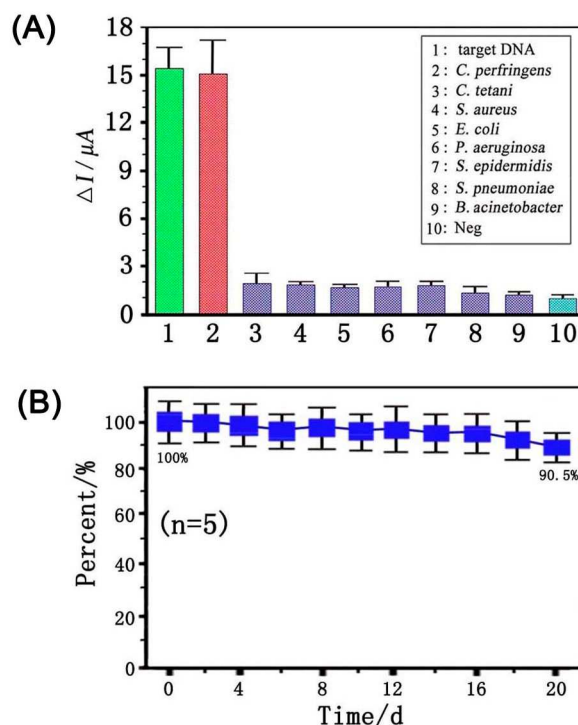 (A)
18
15
12
9
6
3
0
△I/μA
1: target DNA
2: C. perfringens
3: C. tetani
4: S. aureus
5: E. coli
6: P. aeruginosa
7: S. epidermidis
8: S. pneumoniae
9: B. acinetobacter
10: Neg
1 2 3 4 5 6 7 8 9 10
(B)
100
80
60
40
20
0
Percent/%
100%
90.5%
(n=5)
0 4 8 12 16 20
Time/d